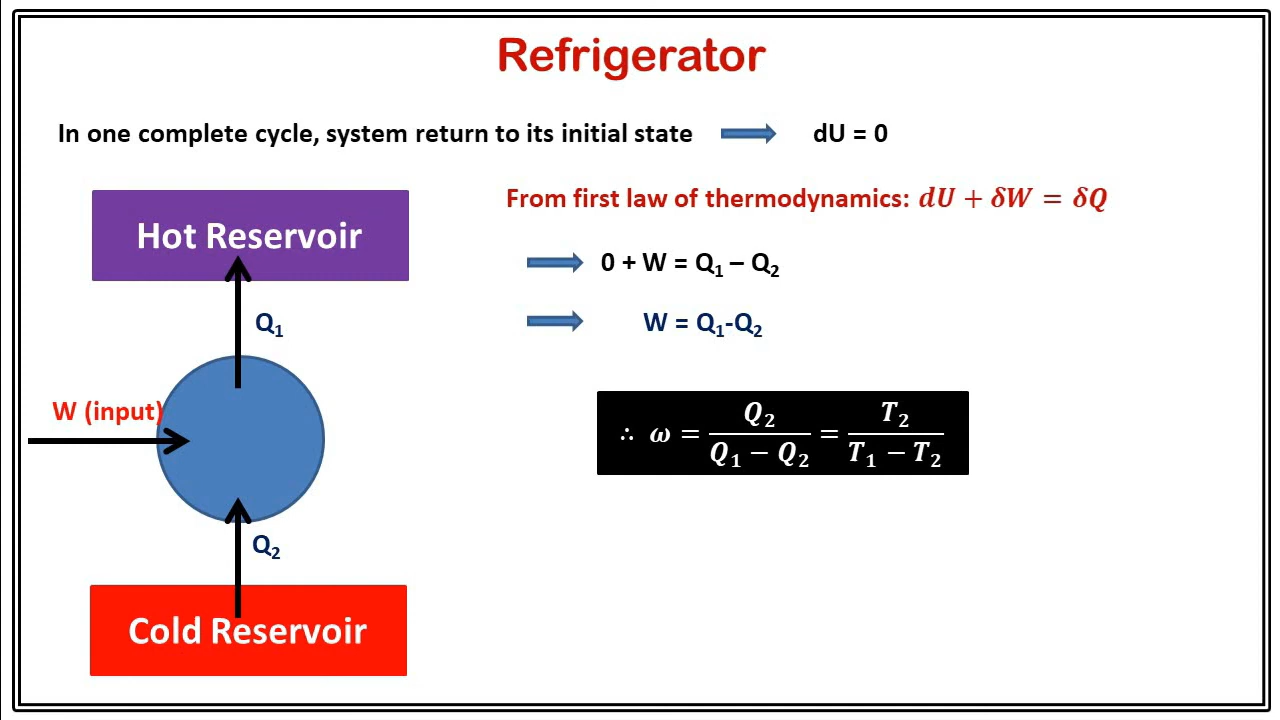 Refrigerator
In one complete cycle, system return to its initial state dU = 0
From first law of thermodynamics: dU + δW = δQ
Hot Reservoir
0 + W = Q₁ – Q₂
Q₁
W = Q₁-Q₂
W (input)
∴ ω = Q₂ / (Q₁ − Q₂) = T₂ / (T₁ − T₂)
Q₂
Cold Reservoir